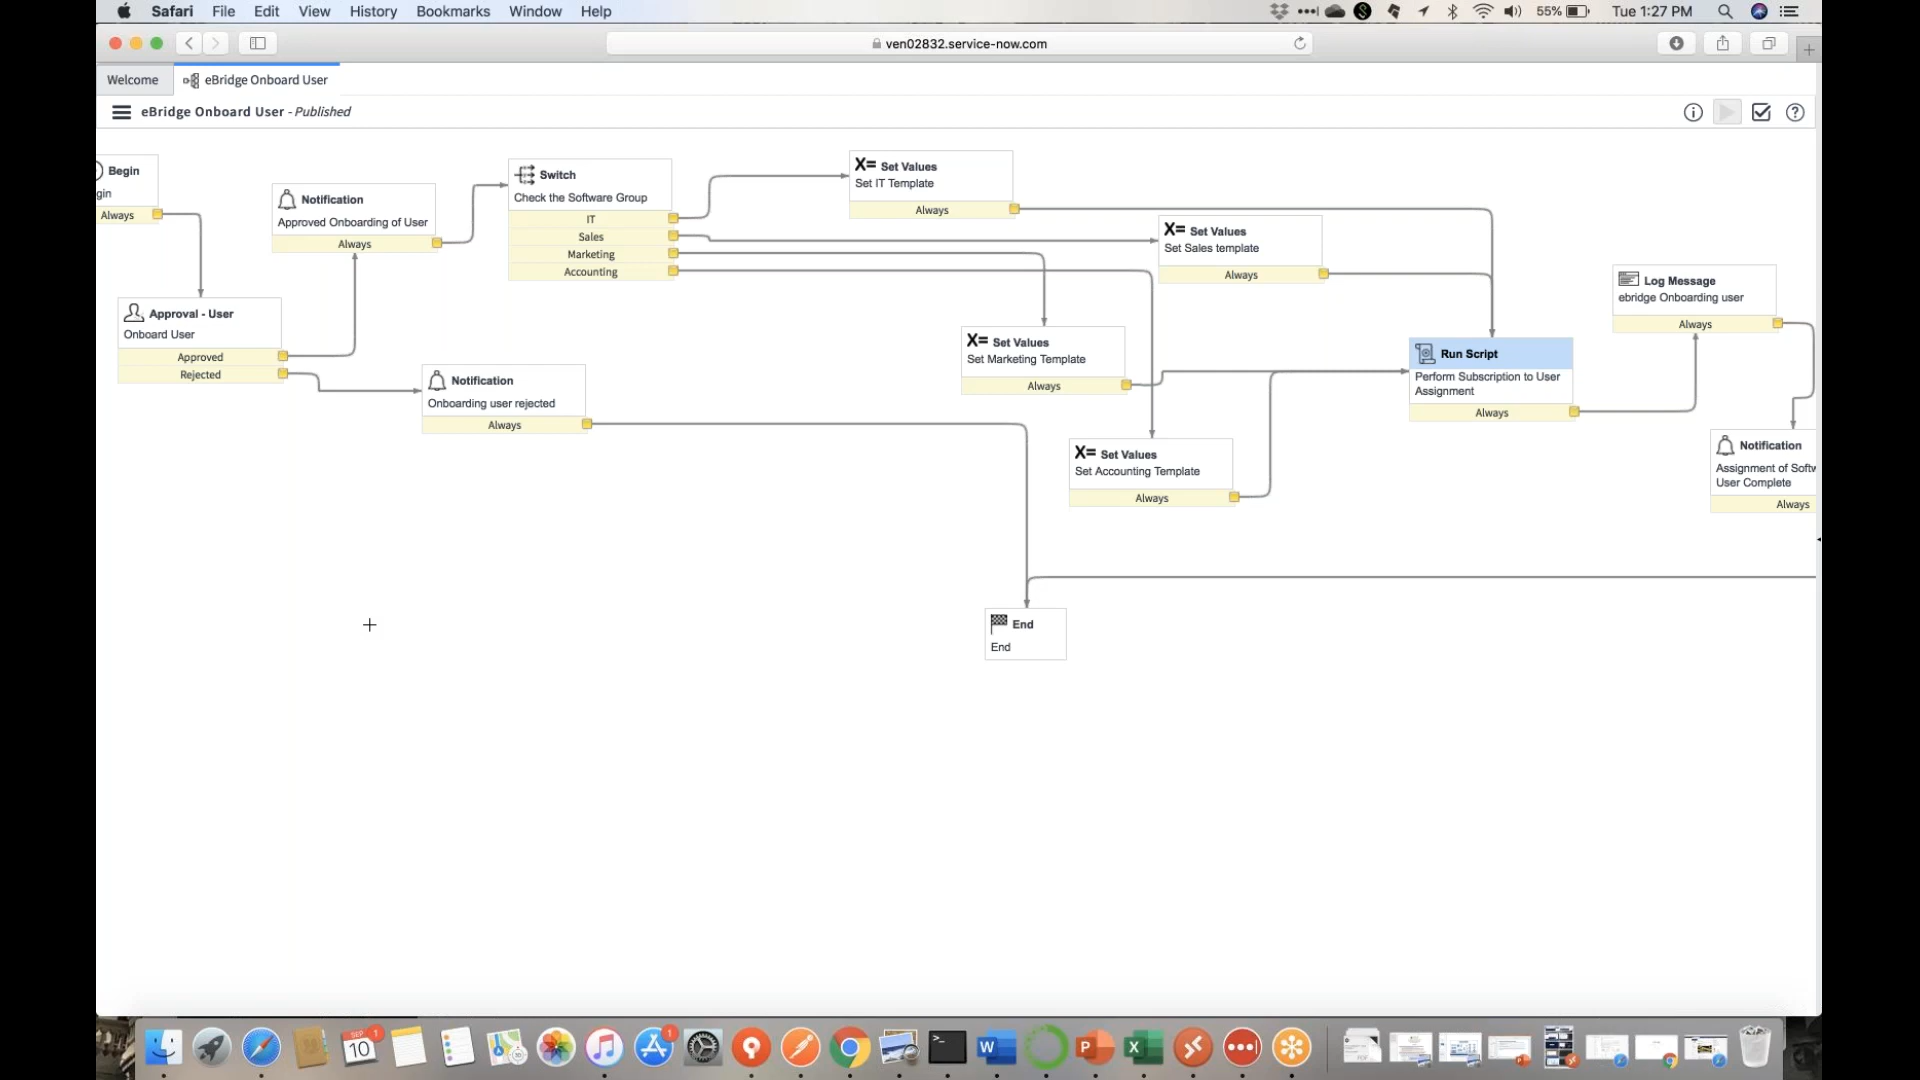 Safari File Edit View History Bookmarks Window Help
55% Tue 1:27 PM
ven02832.service-now.com
Welcome
eBridge Onboard User
eBridge Onboard User - Published
Begin
gin
Always
Approval - User
Onboard User
Approved
Rejected
Notification
Approved Onboarding of User
Always
Notification
Onboarding user rejected
Always
Switch
Check the Software Group
IT
Sales
Marketing
Accounting
X= Set Values
Set IT Template
Always
X= Set Values
Set Sales template
Always
X= Set Values
Set Marketing Template
Always
X= Set Values
Set Accounting Template
Always
Run Script
Perform Subscription to User
Assignment
Always
Log Message
ebridge Onboarding user
Always
Notification
Assignment of Softw
User Complete
Always
End
End
SEP
10
1
1
W
P
X